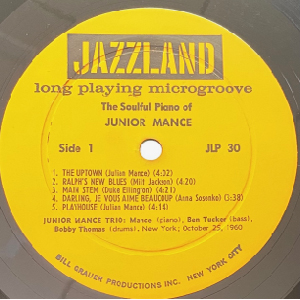 JAZZLAND
long playing microgroove
The Soulful Piano of
JUNIOR MANCE
Side 1 JLP 30
1. THE UPTOWN (Julian Mance) (4:32)
2. RALPH'S NEW BLUES (Milt Jackson) (4:20)
3. MAIN STEM (Duke Ellington) (4:21)
4. DARLING, JE VOUS AIME BEAUCOUP (Anna Sosenko) (3:38)
5. PLAYHOUSE (Julian Mance) (4:14)
JUNIOR MANCE TRIO: Mance (piano), Ben Tucker (bass),
Bobby Thomas (drums). New York; October 25, 1960
BILL GRAUER PRODUCTIONS INC. NEW YORK CITY